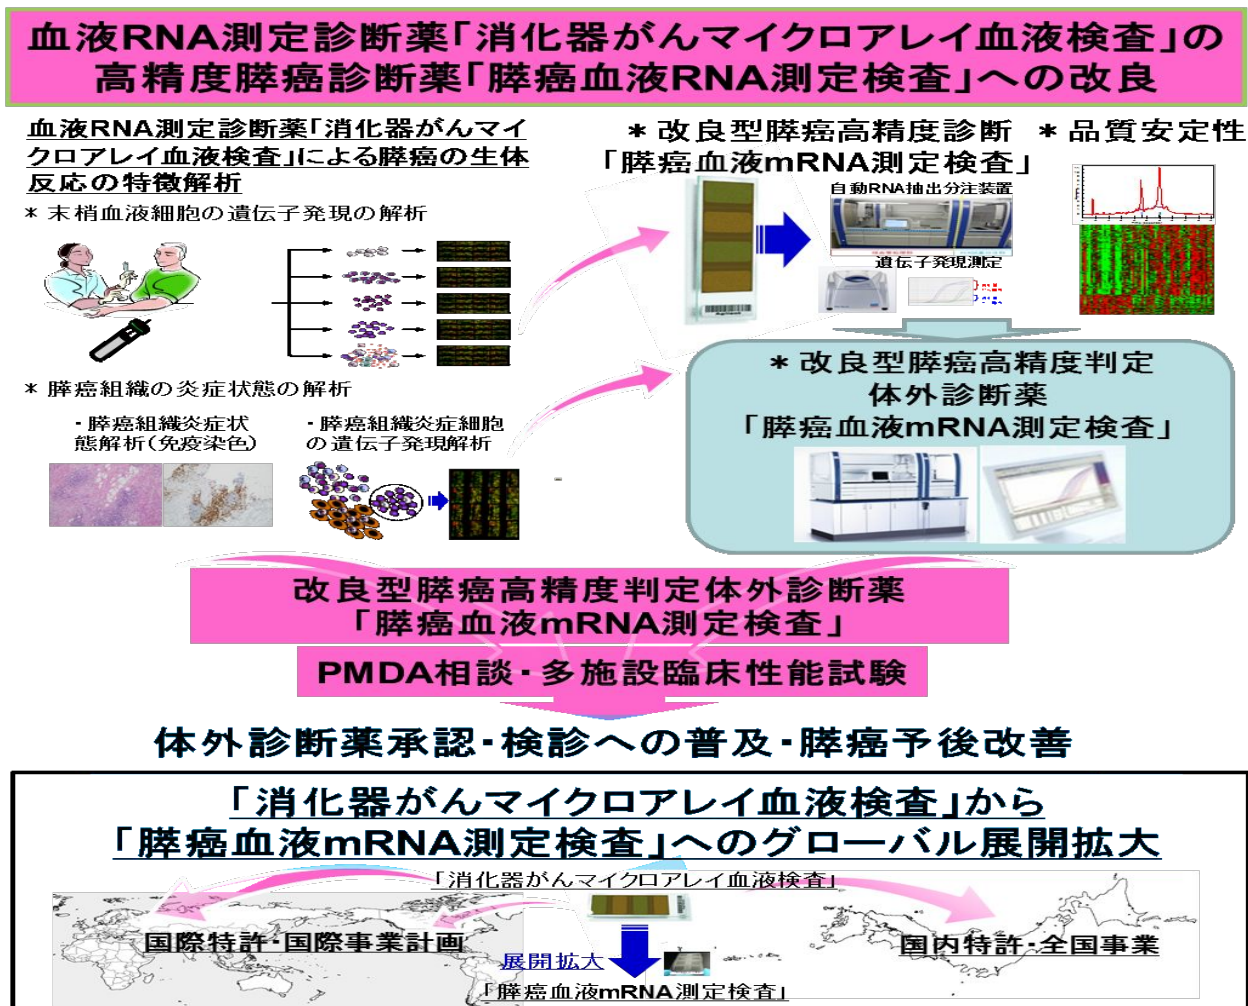 血液RNA測定診断薬「消化器がんマイクロアレイ血液検査」の
高精度膵癌診断薬「膵癌血液RNA測定検査」への改良
血液RNA測定診断薬「消化器がんマイ
クロアレイ血液検査」による膵癌の生体
反応の特徴解析
＊末梢血液細胞の遺伝子発現の解析
＊膵癌組織の炎症状態の解析
・膵癌組織炎症状
態解析（免疫染色）
・膵癌組織炎症細胞
の遺伝子発現解析
＊改良型膵癌高精度診断
「膵癌血液mRNA測定検査」
＊品質安定性
自動RNA抽出分注装置
遺伝子発現測定
Agilent
＊改良型膵癌高精度判定
体外診断薬
「膵癌血液mRNA測定検査」
改良型膵癌高精度判定体外診断薬
「膵癌血液mRNA測定検査」
PMDA相談・多施設臨床性能試験
体外診断薬承認・検診への普及・膵癌予後改善
「消化器がんマイクロアレイ血液検査」から
「膵癌血液mRNA測定検査」へのグローバル展開拡大
「消化器がんマイクロアレイ血液検査」
国際特許・国際事業計画
国内特許・全国事業
展開拡大
「膵癌血液mRNA測定検査」